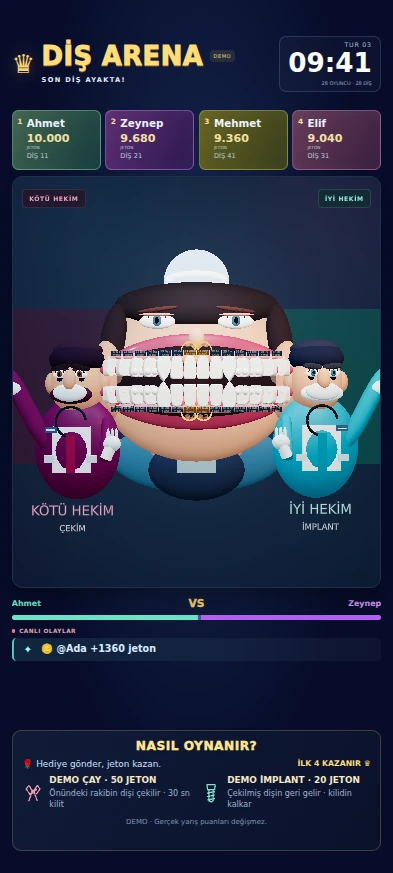 DİŞ ARENA
DEMO
SON DİŞ AYAKTA!
TUR 03
09:41
28 OYUNCU · 28 DİŞ
1 Ahmet
10.000
JETON
DİŞ 11
2 Zeynep
9.680
JETON
DİŞ 21
3 Mehmet
9.360
JETON
DİŞ 41
4 Elif
9.040
JETON
DİŞ 31
KÖTÜ HEKİM
İYİ HEKİM
KÖTÜ HEKİM
ÇEKİM
İYİ HEKİM
İMPLANT
Ahmet
VS
Zeynep
CANLI OLAYLAR
@Ada +1360 jeton
NASIL OYNANIR?
Hediye gönder, jeton kazan.
İLK 4 KAZANIR
DEMO ÇAY · 50 JETON
Önündeki rakibin dişi çekilir · 30 sn
kilit
DEMO İMPLANT · 20 JETON
Çekilmiş dişin geri gelir · kilidin
kalkar
DEMO · Gerçek yarış puanları değişmez.